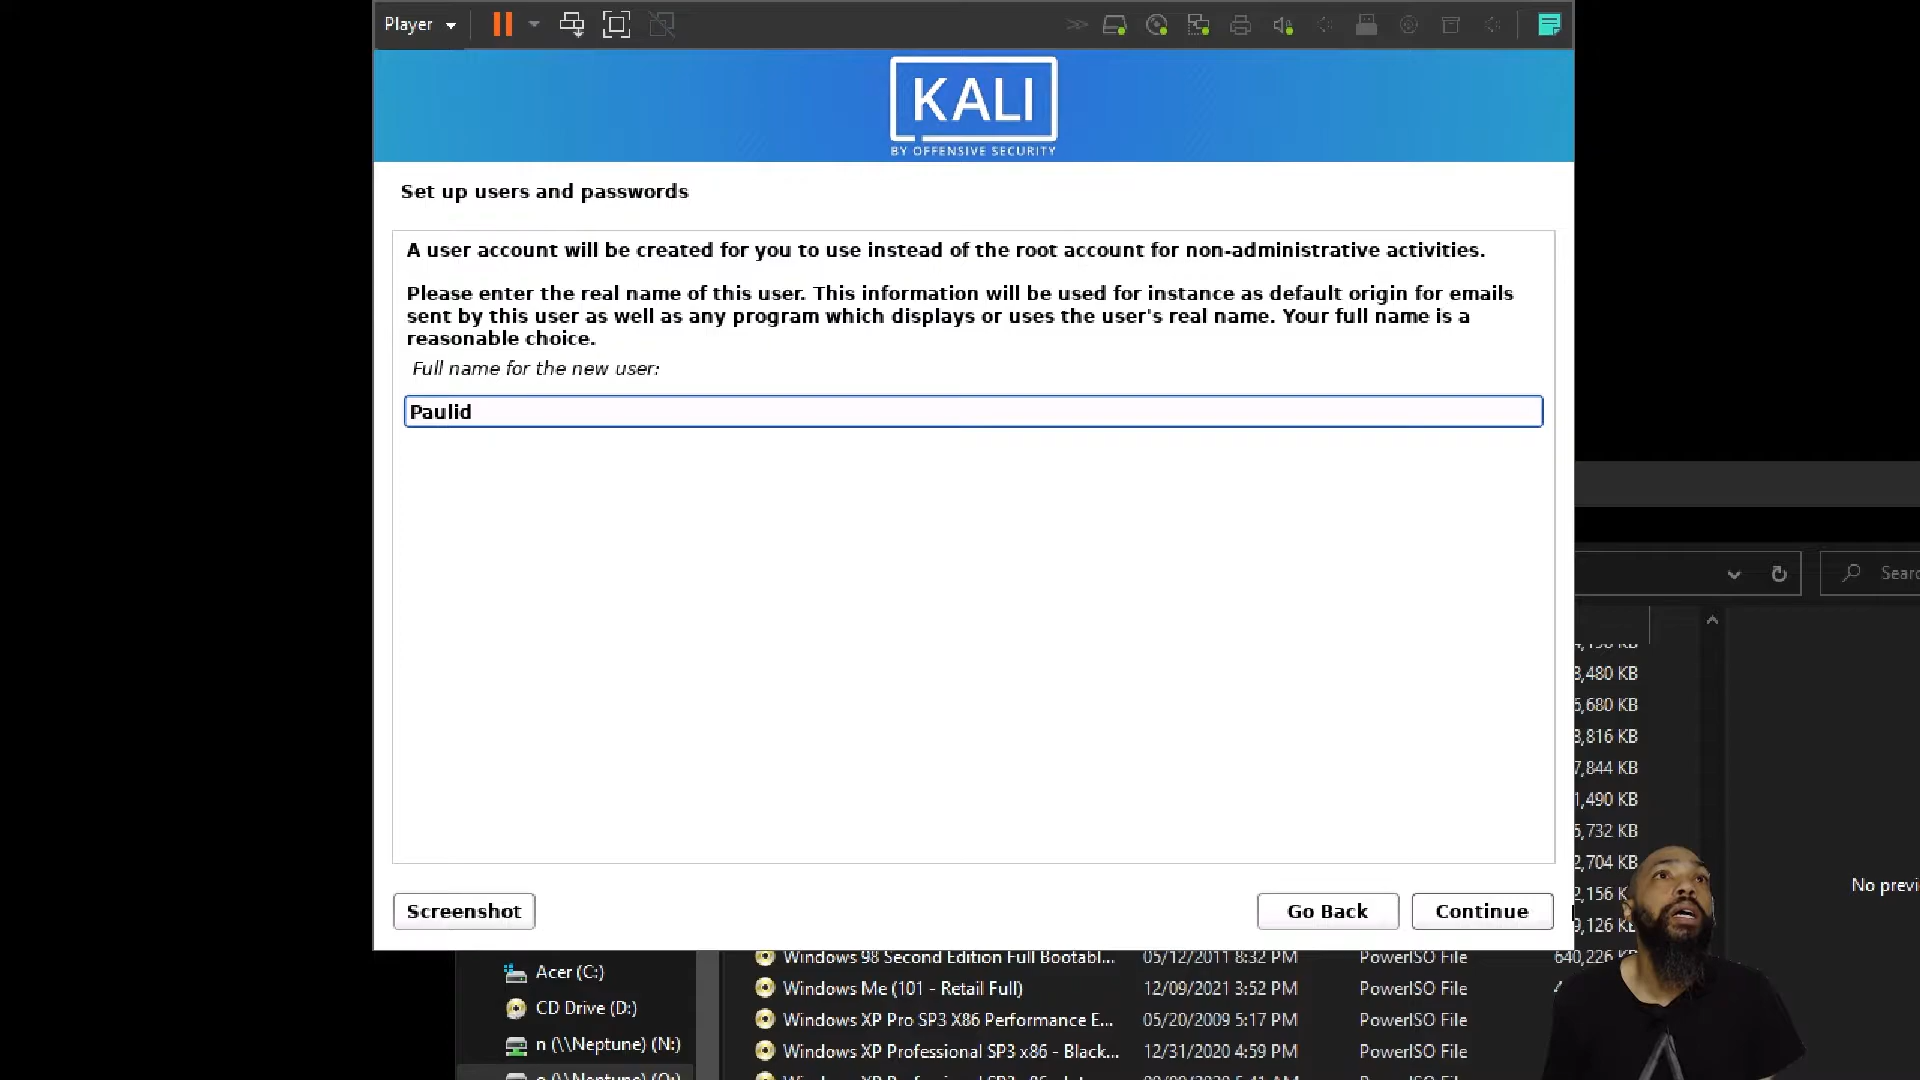 Player
KALI
BY OFFENSIVE SECURITY
Set up users and passwords
A user account will be created for you to use instead of the root account for non-administrative activities.
Please enter the real name of this user. This information will be used for instance as default origin for emails
sent by this user as well as any program which displays or uses the user's real name. Your full name is a
reasonable choice.
Full name for the new user:
Paulid
Screenshot
Go Back
Continue
3,480 KB
5,680 KB
3,816 KB
7,844 KB
1,490 KB
5,732 KB
2,704 KB
2,156
9,126
No previ
Acer (C:)
CD Drive (D:)
n (\\Neptune) (N:)
Windows 98 Second Edition Full Bootabl... 05/12/2011 8:32 PM PowerISO File 640,226
Windows Me (101 - Retail Full) 12/09/2021 3:52 PM PowerISO File
Windows XP Pro SP3 X86 Performance E... 05/20/2009 5:17 PM PowerISO File
Windows XP Professional SP3 x86 - Black... 12/31/2020 4:59 PM PowerISO File